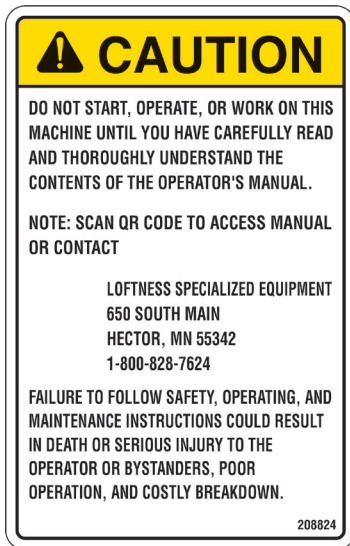 CAUTION
DO NOT START, OPERATE, OR WORK ON THIS
MACHINE UNTIL YOU HAVE CAREFULLY READ
AND THOROUGHLY UNDERSTAND THE
CONTENTS OF THE OPERATOR'S MANUAL.
NOTE: SCAN QR CODE TO ACCESS MANUAL
OR CONTACT
LOFTNESS SPECIALIZED EQUIPMENT
650 SOUTH MAIN
HECTOR, MN 55342
1-800-828-7624
FAILURE TO FOLLOW SAFETY, OPERATING, AND
MAINTENANCE INSTRUCTIONS COULD RESULT
IN DEATH OR SERIOUS INJURY TO THE
OPERATOR OR BYSTANDERS, POOR
OPERATION, AND COSTLY BREAKDOWN.
208824